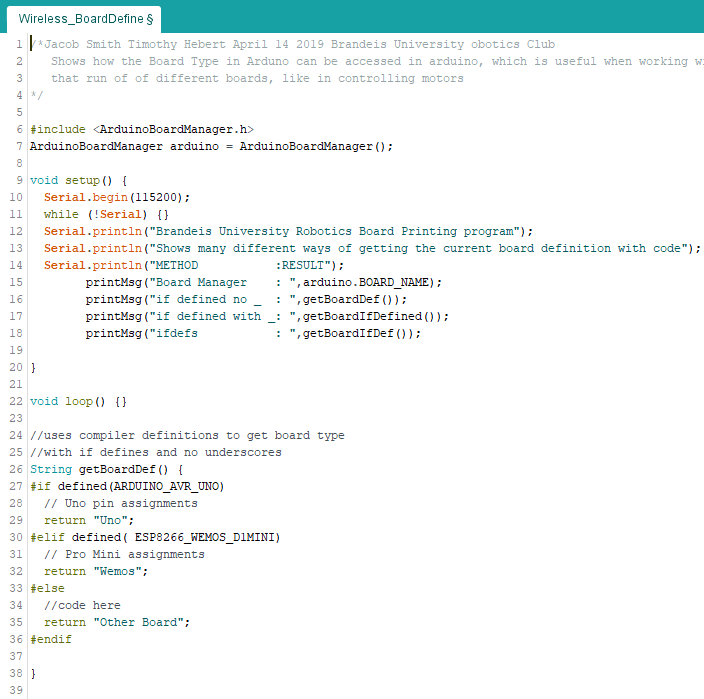 Wireless_BoardDefine §
1 /*Jacob Smith Timothy Hebert April 14 2019 Brandeis University obotics Club
2    Shows how the Board Type in Arduno can be accessed in arduino, which is useful when working
3    that run of of different boards, like in controlling motors
4 */
5
6 #include <ArduinoBoardManager.h>
7 ArduinoBoardManager arduino = ArduinoBoardManager();
8
9 void setup() {
10   Serial.begin(115200);
11   while (!Serial) {}
12   Serial.println("Brandeis University Robotics Board Printing program");
13   Serial.println("Shows many different ways of getting the current board definition with code");
14   Serial.println("METHOD           :RESULT");
15         printMsg("Board Manager    : ",arduino.BOARD_NAME);
16         printMsg("if defined no _  : ",getBoardDef());
17         printMsg("if defined with _: ",getBoardIfDefined());
18         printMsg("ifdefs           : ",getBoardIfDef());
19
20 }
21
22 void loop() {}
23
24 //uses compiler definitions to get board type
25 //with if defines and no underscores
26 String getBoardDef() {
27 #if defined(ARDUINO_AVR_UNO)
28   // Uno pin assignments
29   return "Uno";
30 #elif defined( ESP8266_WEMOS_D1MINI)
31   // Pro Mini assignments
32   return "Wemos";
33 #else
34   //code here
35   return "Other Board";
36 #endif
37
38 }
39